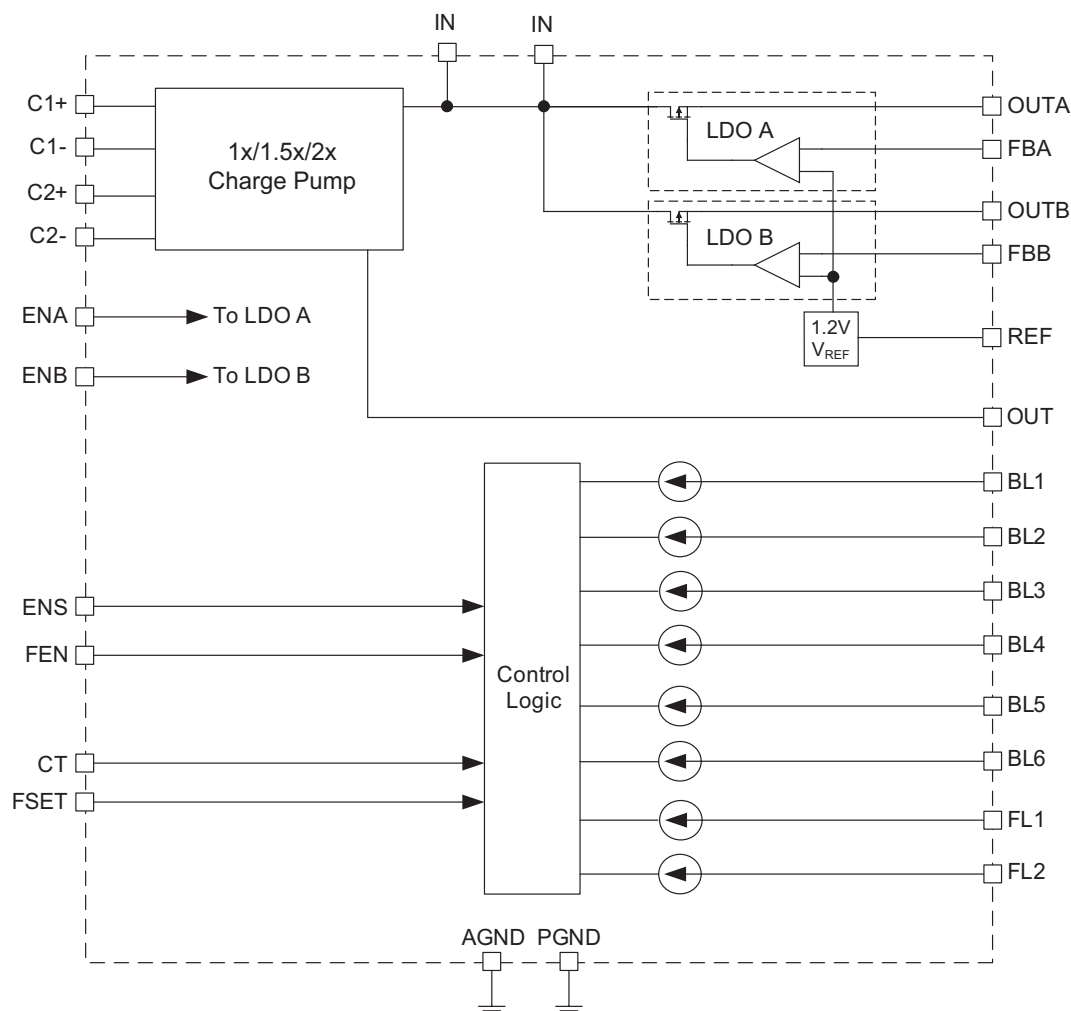 IN
IN
C1+
C1-
C2+
C2-
1x/1.5x/2x
Charge Pump
LDO A
LDO B
OUTA
FBA
OUTB
FBB
ENA
To LDO A
ENB
To LDO B
1.2V
VREF
REF
OUT
BL1
BL2
BL3
BL4
BL5
BL6
FL1
FL2
ENS
FEN
CT
FSET
Control
Logic
AGND
PGND